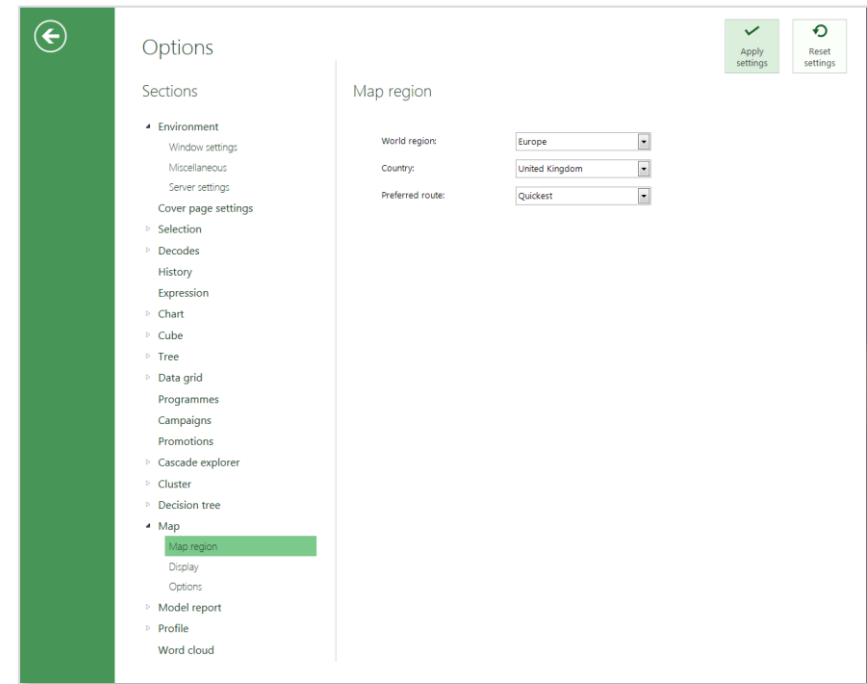 Options
Apply settings
Reset settings
Sections
Environment
Window settings
Miscellaneous
Server settings
Cover page settings
Selection
Decodes
History
Expression
Chart
Cube
Tree
Data grid
Programmes
Campaigns
Promotions
Cascade explorer
Cluster
Decision tree
Map
Map region
Display
Options
Model report
Profile
Word cloud
Map region
World region: Europe
Country: United Kingdom
Preferred route: Quickest